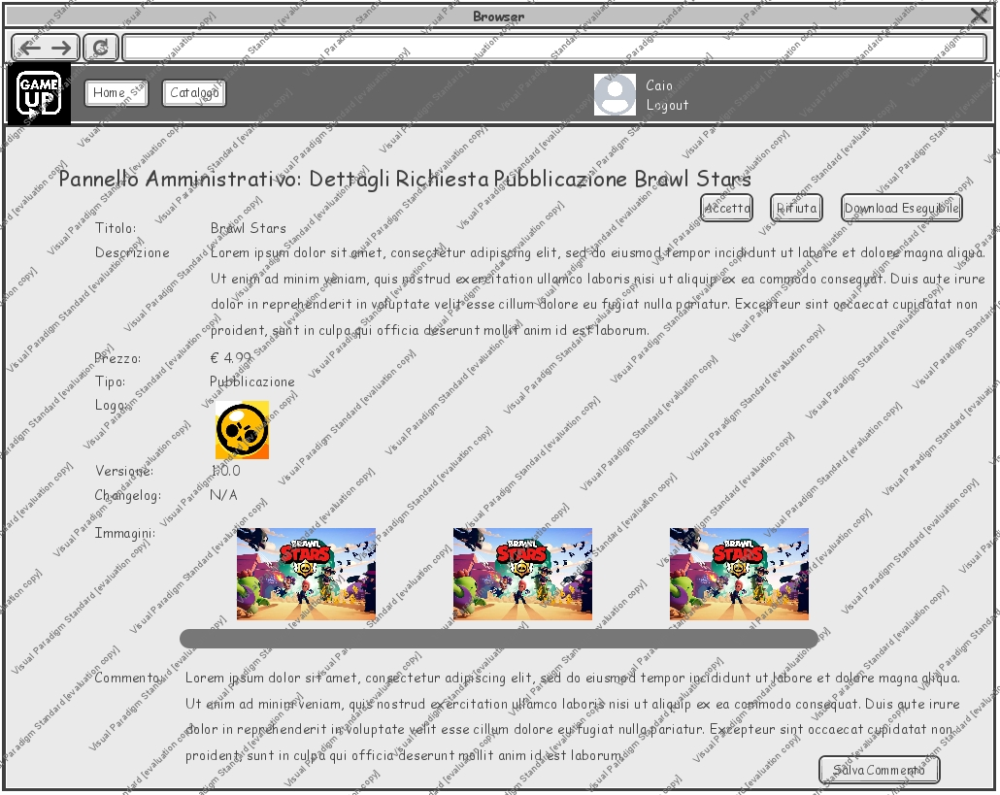 Browser
GAME
UP
Home
Catalogo
Caio
Logout
Pannello Amministrativo: Dettagli Richiesta Pubblicazione Brawl Stars
Accetta
Rifiuta
Download Eseguibile
Titolo:
Brawl Stars
Descrizione
Lorem ipsum dolor sit amet, consectetur adipiscing elit, sed do eiusmod tempor incididunt ut labore et dolore magna aliqua.
Ut enim ad minim veniam, quis nostrud exercitation ullamco laboris nisi ut aliquip ex ea commodo consequat. Duis aute irure
dolor in reprehenderit in voluptate velit esse cillum dolore eu fugiat nulla pariatur. Excepteur sint occaecat cupidatat non
proident, sunt in culpa qui officia deserunt mollit anim id est laborum.
Prezzo:
€ 4.99
Tipo:
Pubblicazione
Logo:
Versione:
1.0.0
Changelog:
N/A
Immagini:
BRAWL
STARS
BRAWL
STARS
BRAWL
STARS
Commento:
Lorem ipsum dolor sit amet, consectetur adipiscing elit, sed do eiusmod tempor incididunt ut labore et dolore magna aliqua.
Ut enim ad minim veniam, quis nostrud exercitation ullamco laboris nisi ut aliquip ex ea commodo consequat. Duis aute irure
dolor in reprehenderit in voluptate velit esse cillum dolore eu fugiat nulla pariatur. Excepteur sint occaecat cupidatat non
proident, sunt in culpa qui officia deserunt mollit anim id est laborum.
Salva Commento
Visual Paradigm Standard [evaluation copy]